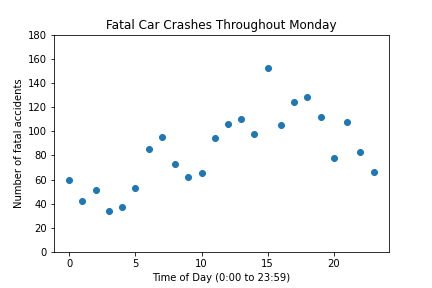 Fatal Car Crashes Throughout Monday
Number of fatal accidents
180
160
140
120
100
80
60
40
20
0
0 5 10 15 20
Time of Day (0:00 to 23:59)